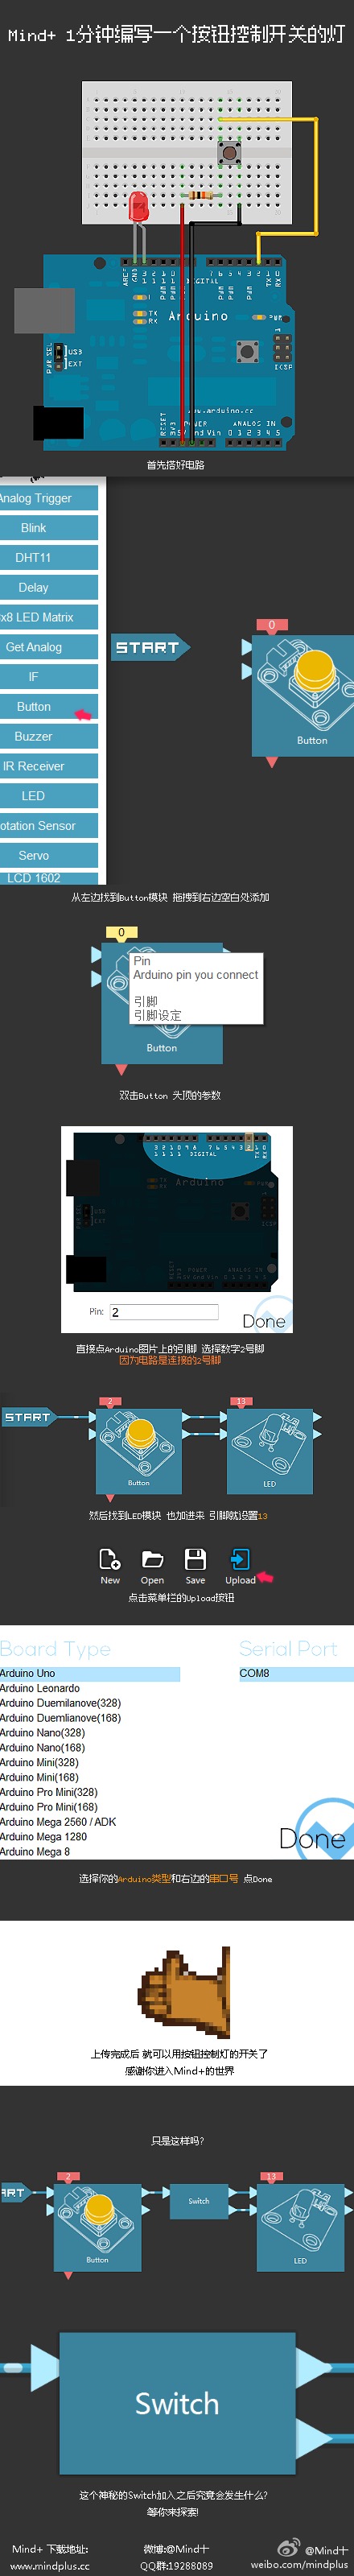 Mind+ 1分钟编写一个按钮控制开关的灯
Arduino
www.arduino.cc
首先搭好电路
Analog Trigger
Blink
DHT11
Delay
x8 LED Matrix
Get Analog
IF
Button
Buzzer
IR Receiver
LED
otation Sensor
Servo
LCD 1602
START
0
Button
从左边找到Button模块 拖拽到右边空白处添加
0
Pin
Arduino pin you connect
引脚
引脚设定
Button
双击Button 头顶的参数
Pin: 2
Done
直接点Arduino图片上的引脚 选择数字2号脚
因为电路是连接的2号脚
START
2
13
Button
LED
然后找到LED模块 也加进来 引脚就设置13
New
Open
Save
Upload
点击菜单栏的Upload按钮
Board Type
Serial Port
Arduino Uno
COM8
Arduino Leonardo
Arduino Duemilanove(328)
Arduino Duemlianove(168)
Arduino Nano(328)
Arduino Nano(168)
Arduino Mini(328)
Arduino Mini(168)
Arduino Pro Mini(328)
Arduino Pro Mini(168)
Arduino Mega 2560 / ADK
Arduino Mega 1280
Arduino Mega 8
Done
选择你的Arduino类型和右边的串口号 点Done
上传完成后 就可以用按钮控制灯的开关了
感谢你进入Mind+的世界
只是这样吗?
ART
2
13
Button
Switch
LED
Switch
这个神秘的Switch加入之后究竟会发生什么?
等你来探索!
Mind+ 下载地址:
www.mindplus.cc
微博:@Mind十
QQ群:19288089
@Mind十
weibo.com/mindplus